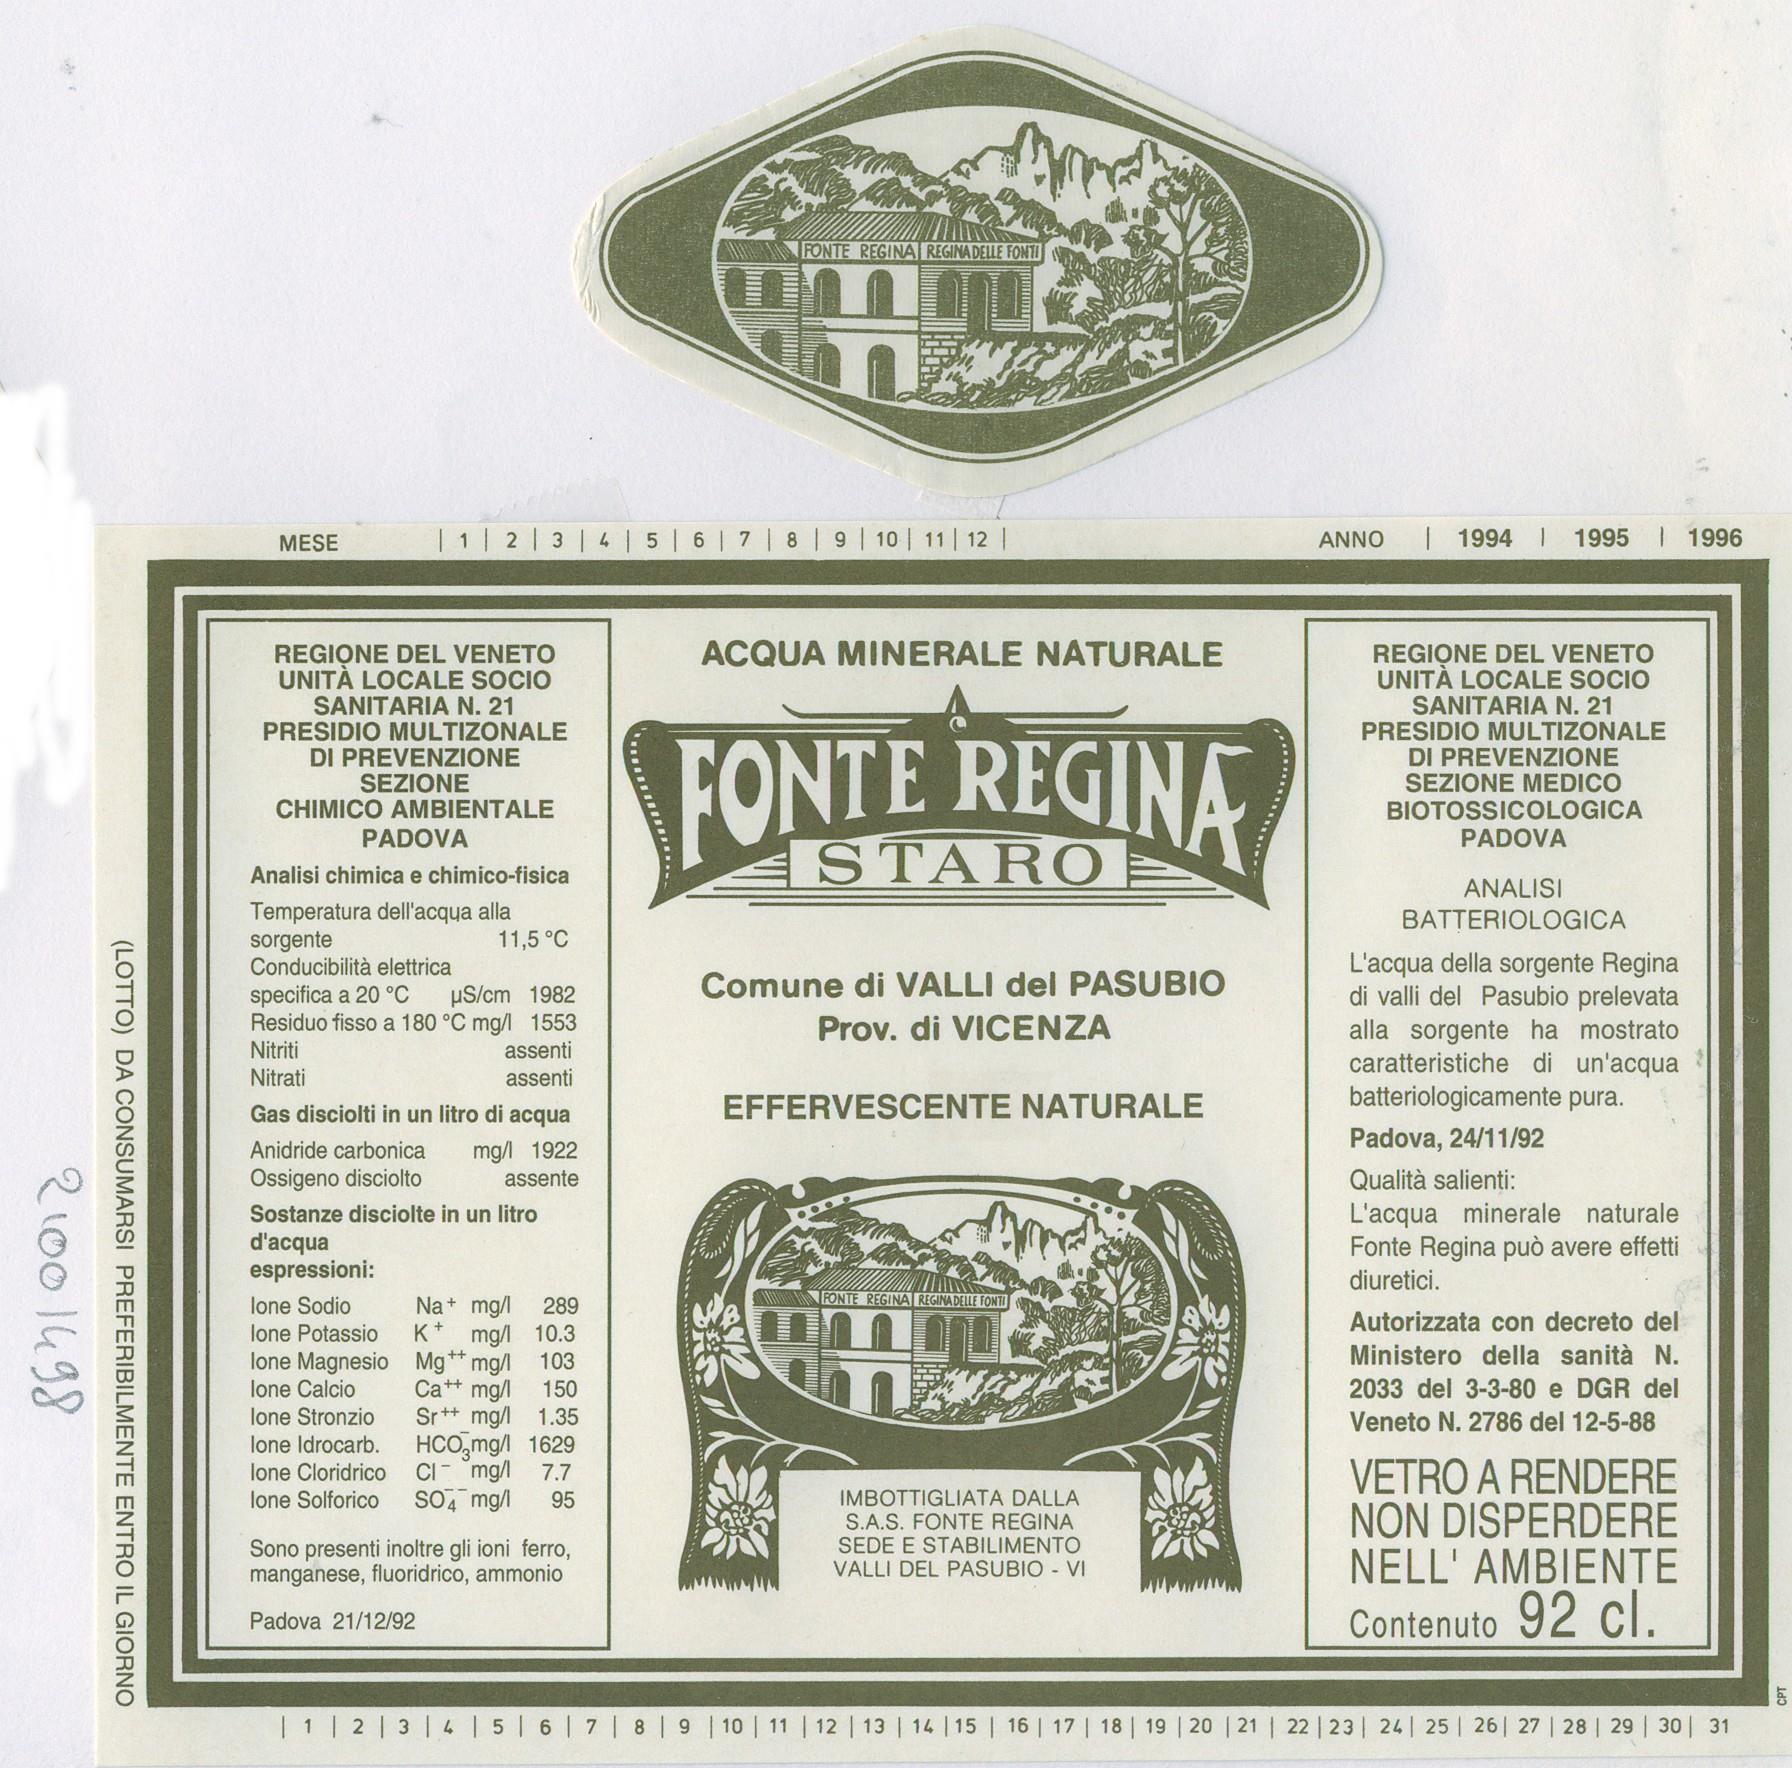 FONTE REGINA REGINA DELLE FONTI
MESE | 1 | 2 | 3 | 4 | 5 | 6 | 7 | 8 | 9 | 10 | 11 | 12 |
ANNO | 1994 | 1995 | 1996
REGIONE DEL VENETO
UNITÀ LOCALE SOCIO
SANITARIA N. 21
PRESIDIO MULTIZONALE
DI PREVENZIONE
SEZIONE
CHIMICO AMBIENTALE
PADOVA
Analisi chimica e chimico-fisica
Temperatura dell'acqua alla
sorgente 11,5 °C
Conducibilità elettrica
specifica a 20 °C µS/cm 1982
Residuo fisso a 180 °C mg/l 1553
Nitriti assenti
Nitrati assenti
Gas disciolti in un litro di acqua
Anidride carbonica mg/l 1922
Ossigeno disciolto assente
Sostanze disciolte in un litro
d'acqua
espressioni:
Ione Sodio Na+ mg/l 289
Ione Potassio K+ mg/l 10.3
Ione Magnesio Mg++ mg/l 103
Ione Calcio Ca++ mg/l 150
Ione Stronzio Sr++ mg/l 1.35
Ione Idrocarb. HCO3- mg/l 1629
Ione Cloridrico Cl- mg/l 7.7
Ione Solforico SO4-- mg/l 95
Sono presenti inoltre gli ioni ferro,
manganese, fluoridrico, ammonio
Padova 21/12/92
ACQUA MINERALE NATURALE
FONTE REGINA
STARO
Comune di VALLI del PASUBIO
Prov. di VICENZA
EFFERVESCENTE NATURALE
FONTE REGINA REGINA DELLE FONTI
IMBOTTIGLIATA DALLA
S.A.S. FONTE REGINA
SEDE E STABILIMENTO
VALLI DEL PASUBIO - VI
REGIONE DEL VENETO
UNITÀ LOCALE SOCIO
SANITARIA N. 21
PRESIDIO MULTIZONALE
DI PREVENZIONE
SEZIONE MEDICO
BIOTOSSICOLOGICA
PADOVA
ANALISI
BATTERIOLOGICA
L'acqua della sorgente Regina
di valli del Pasubio prelevata
alla sorgente ha mostrato
caratteristiche di un'acqua
batteriologicamente pura.
Padova, 24/11/92
Qualità salienti:
L'acqua minerale naturale
Fonte Regina può avere effetti
diuretici.
Autorizzata con decreto del
Ministero della sanità N.
2033 del 3-3-80 e DGR del
Veneto N. 2786 del 12-5-88
VETRO A RENDERE
NON DISPERDERE
NELL' AMBIENTE
Contenuto 92 cl.
(LOTTO) DA CONSUMARSI PREFERIBILMENTE ENTRO IL GIORNO
21001498
CPT
| 1 | 2 | 3 | 4 | 5 | 6 | 7 | 8 | 9 | 10 | 11 | 12 | 13 | 14 | 15 | 16 | 17 | 18 | 19 | 20 | 21 | 22 | 23 | 24 | 25 | 26 | 27 | 28 | 29 | 30 | 31